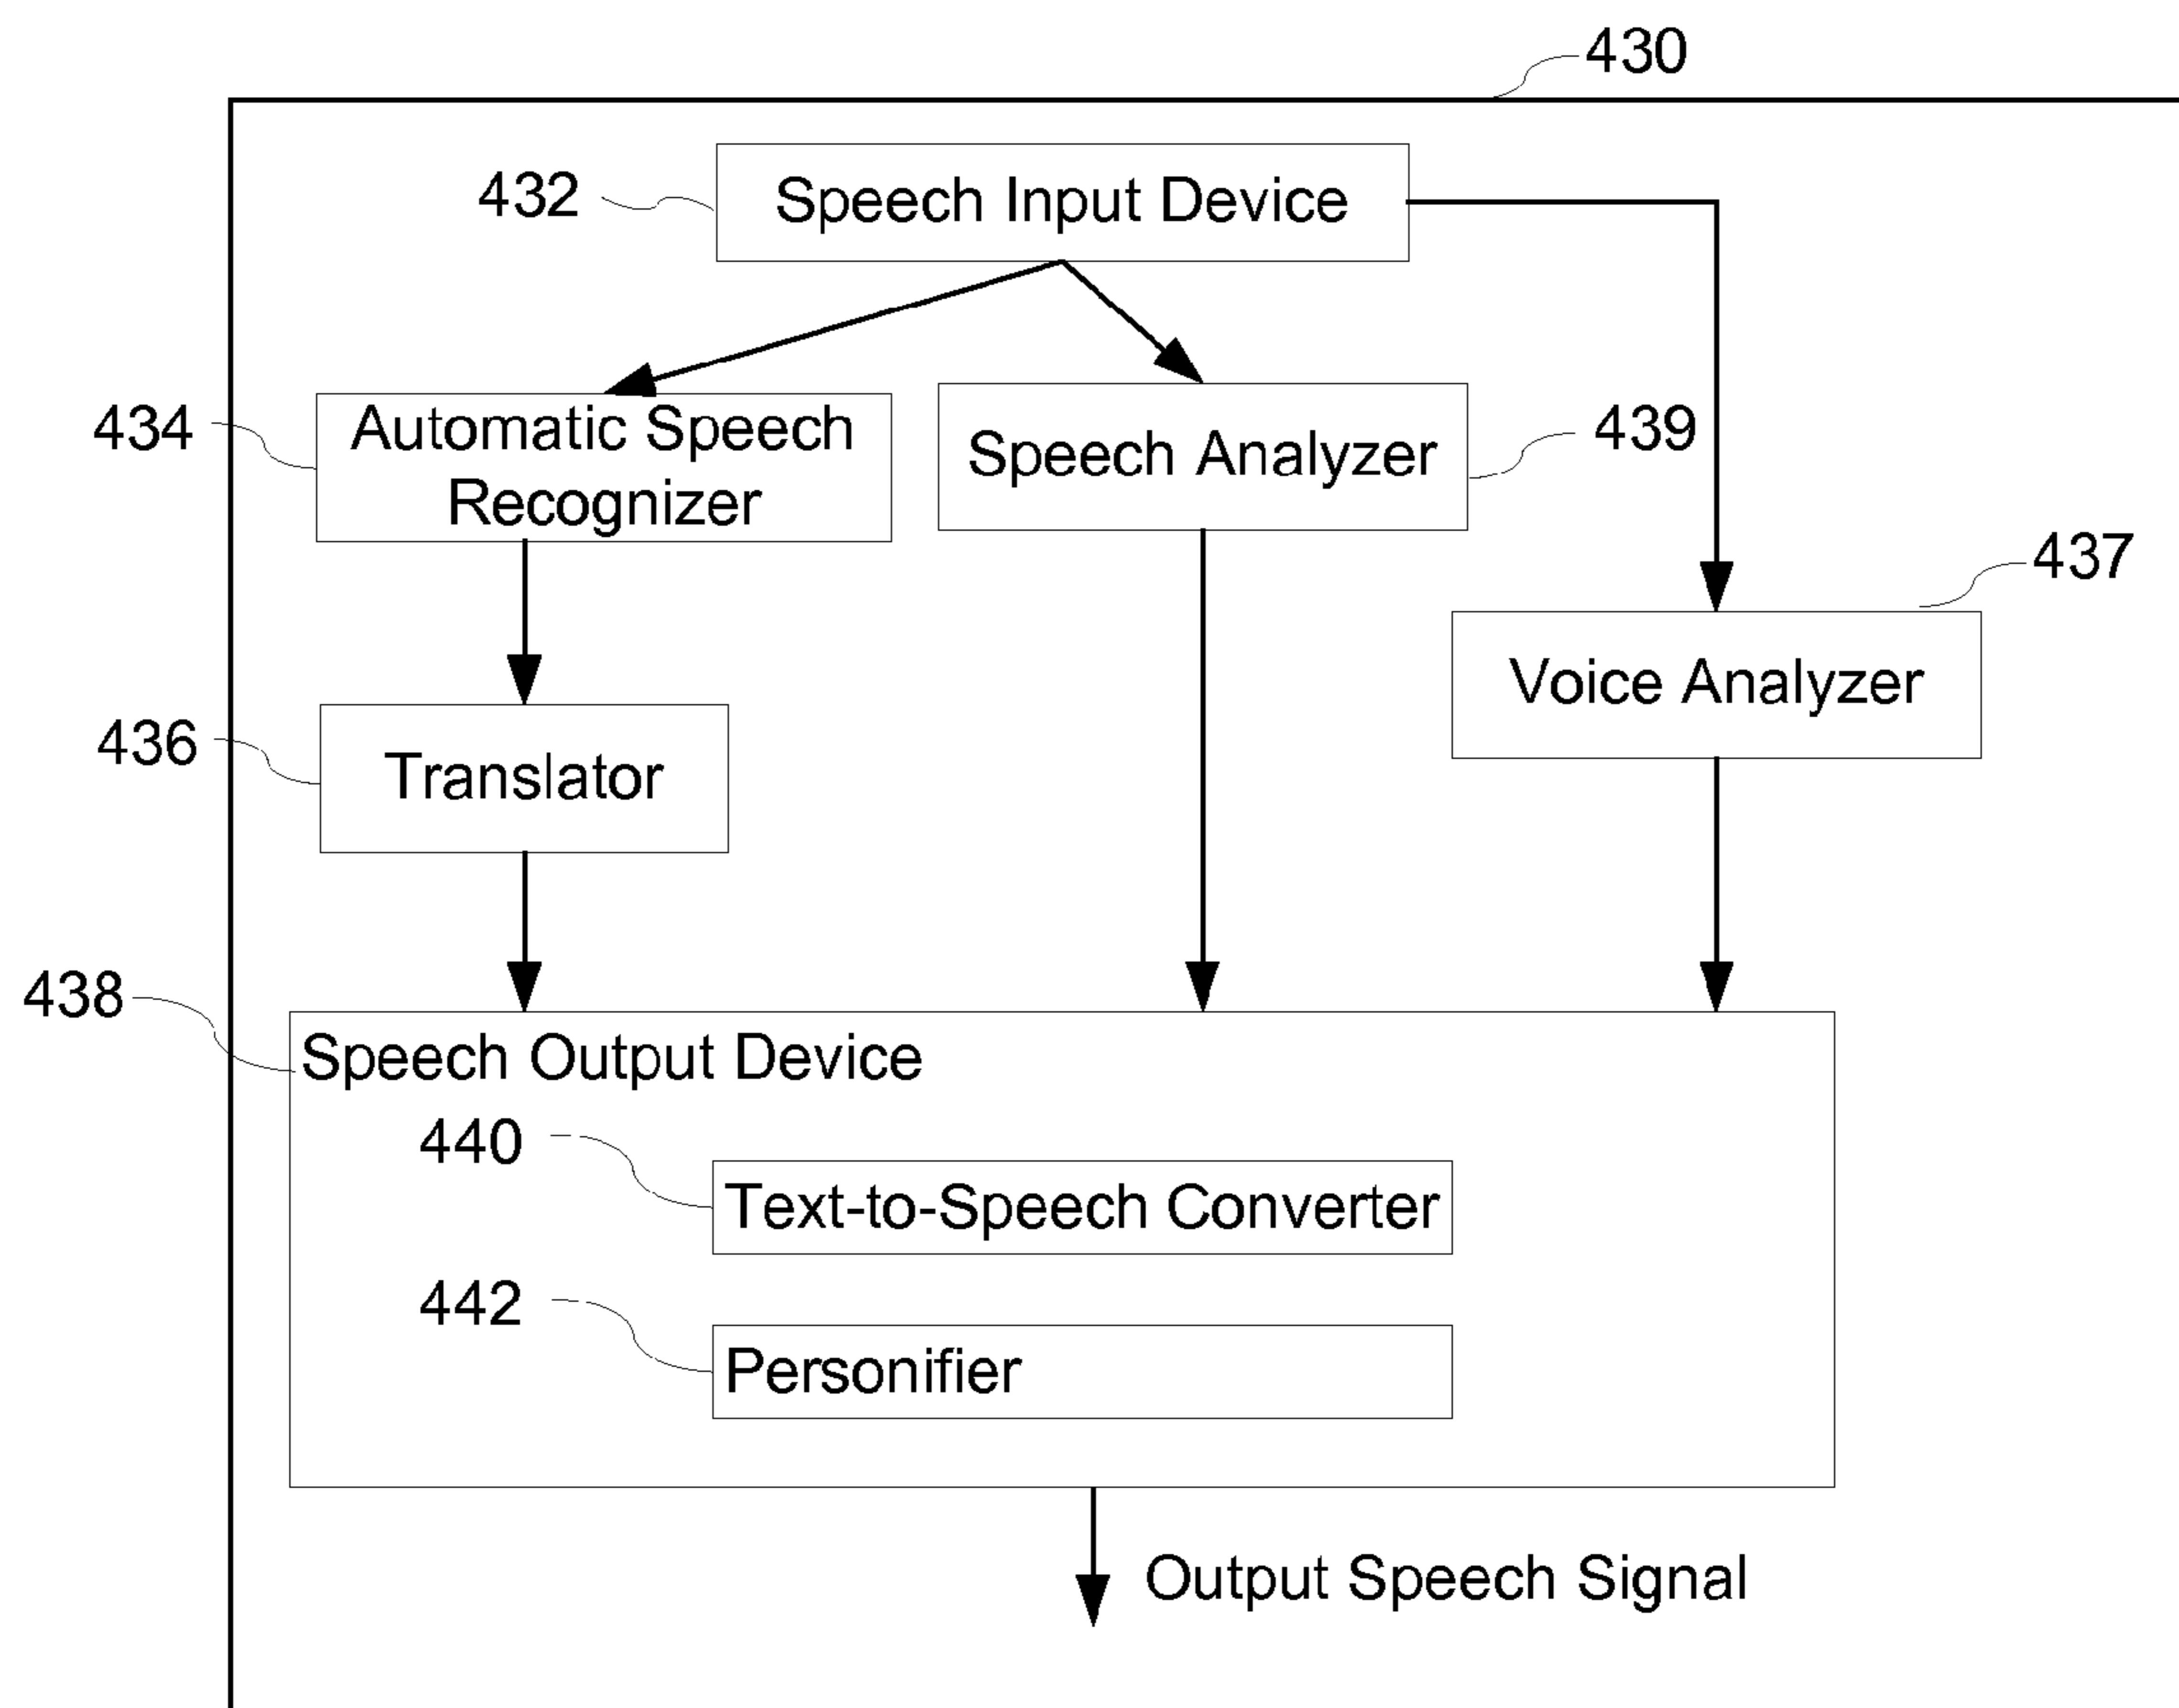 430
432
Speech Input Device
434
Automatic Speech
Recognizer
Speech Analyzer
439
437
Voice Analyzer
436
Translator
438
Speech Output Device
440
Text-to-Speech Converter
442
Personifier
Output Speech Signal